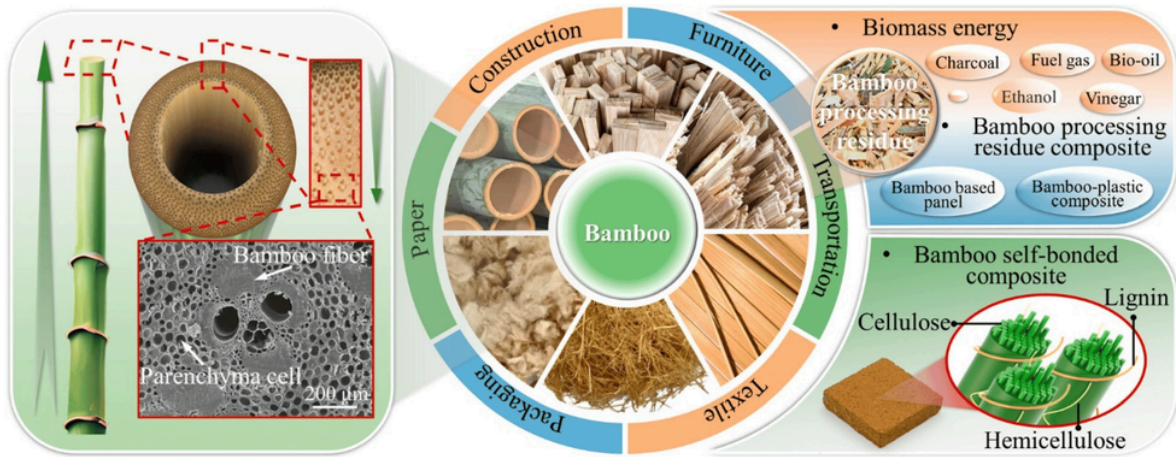 Bamboo fiber
Parenchyma cell
200 μm
Construction
Furniture
Transportation
Textile
Packaging
Paper
Bamboo
• Biomass energy
Bamboo
processing
residue
Charcoal
Fuel gas
Bio-oil
Ethanol
Vinegar
• Bamboo processing
residue composite
Bamboo based
panel
Bamboo-plastic
composite
• Bamboo self-bonded
composite
Cellulose
Lignin
Hemicellulose